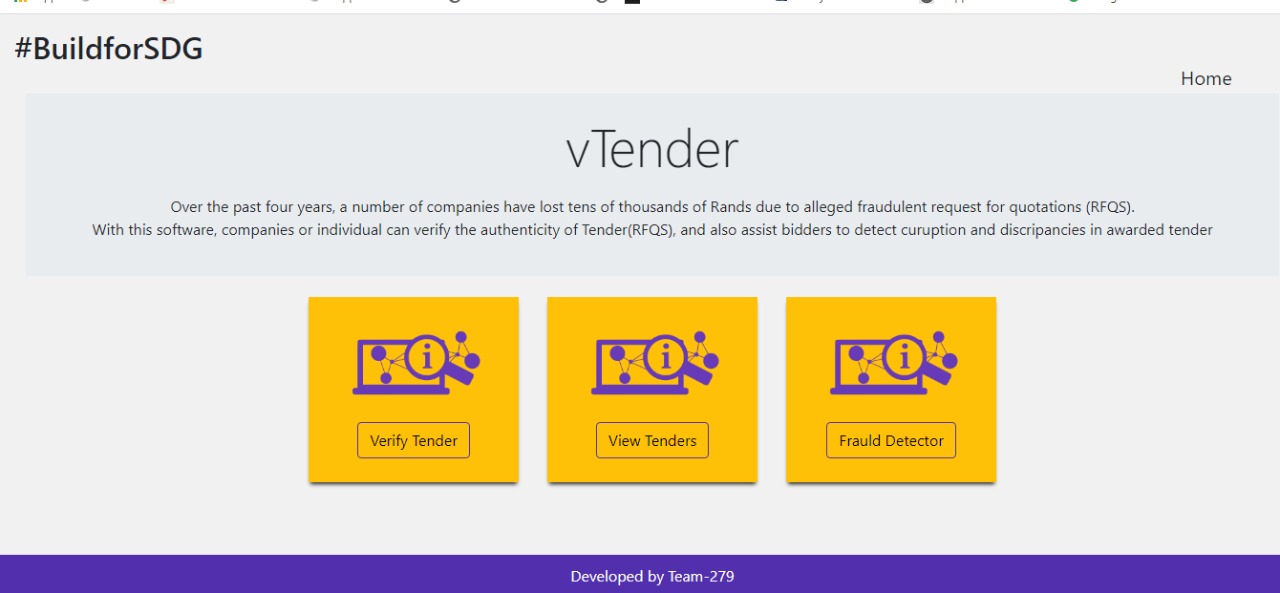 #BuildforSDG
Home
vTender
Over the past four years, a number of companies have lost tens of thousands of Rands due to alleged fraudulent request for quotations (RFQS).
With this software, companies or individual can verify the authenticity of Tender(RFQS), and also assist bidders to detect curuption and discripancies in awarded tender
i
i
i
Verify Tender
View Tenders
Frauld Detector
Developed by Team-279